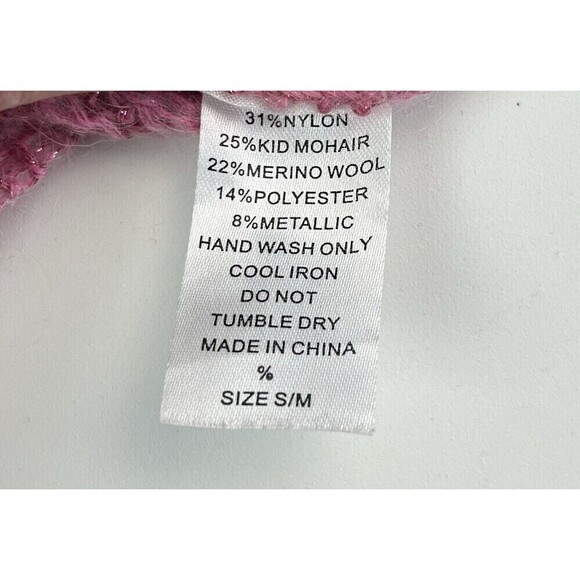 31%NYLON
25%KID MOHAIR
22%MERINO WOOL
14%POLYESTER
8%METALLIC
HAND WASH ONLY
COOL IRON
DO NOT
TUMBLE DRY
MADE IN CHINA
%
SIZE S/M